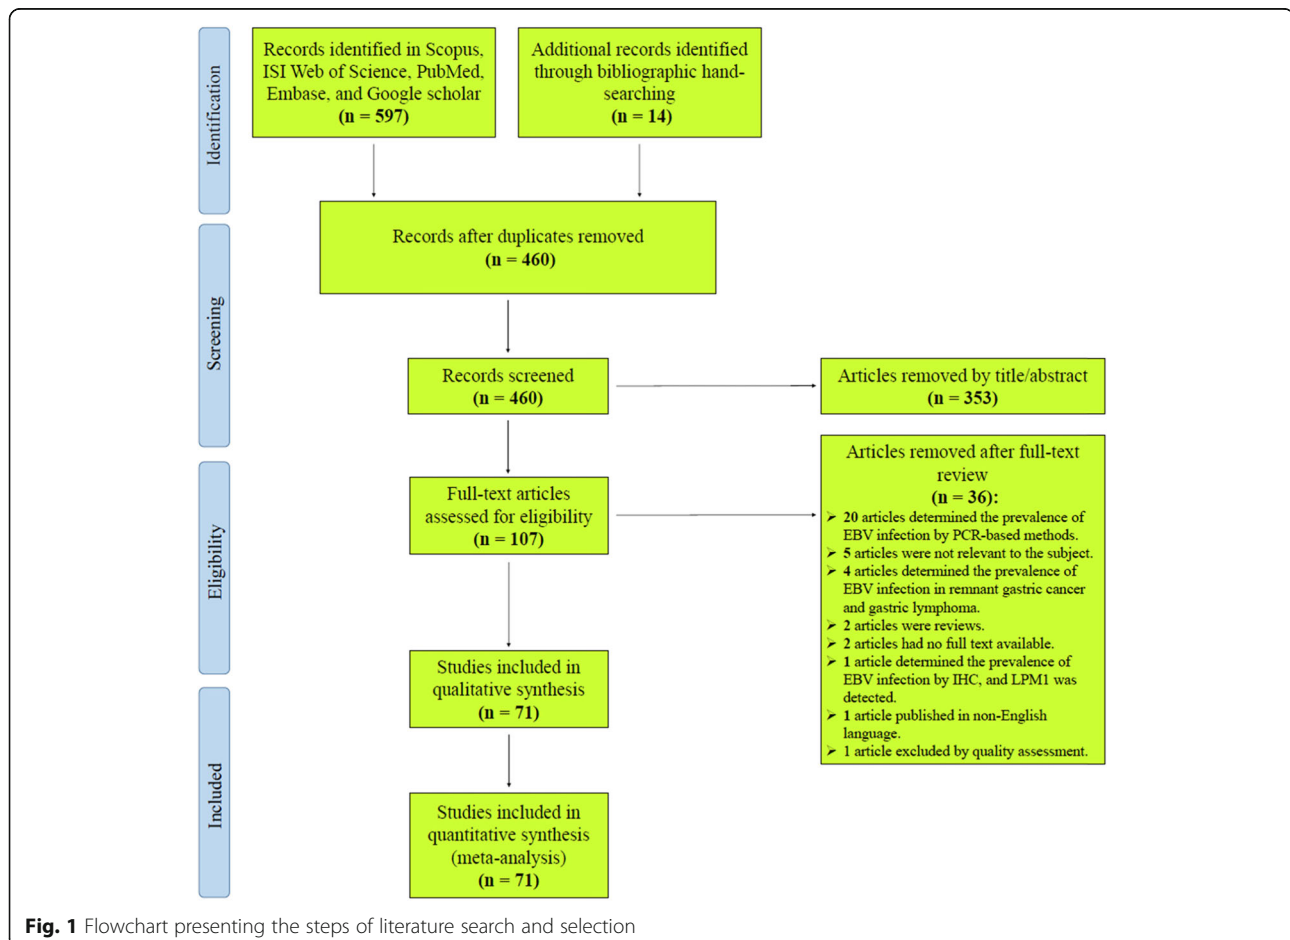 Identification
Records identified in Scopus,
ISI Web of Science, PubMed,
Embase, and Google scholar
(n = 597)
Additional records identified
through bibliographic hand-
searching
(n = 14)
Screening
Records after duplicates removed
(n = 460)
Records screened
(n = 460)
Articles removed by title/abstract
(n = 353)
Eligibility
Full-text articles
assessed for eligibility
(n = 107)
Articles removed after full-text
review
(n = 36):
➢ 20 articles determined the prevalence of
EBV infection by PCR-based methods.
➢ 5 articles were not relevant to the subject.
➢ 4 articles determined the prevalence of
EBV infection in remnant gastric cancer
and gastric lymphoma.
➢ 2 articles were reviews.
➢ 2 articles had no full text available.
➢ 1 article determined the prevalence of
EBV infection by IHC, and LPM1 was
detected.
➢ 1 article published in non-English
language.
➢ 1 article excluded by quality assessment.
Included
Studies included in
qualitative synthesis
(n = 71)
Studies included in
quantitative synthesis
(meta-analysis)
(n = 71)
Fig. 1 Flowchart presenting the steps of literature search and selection